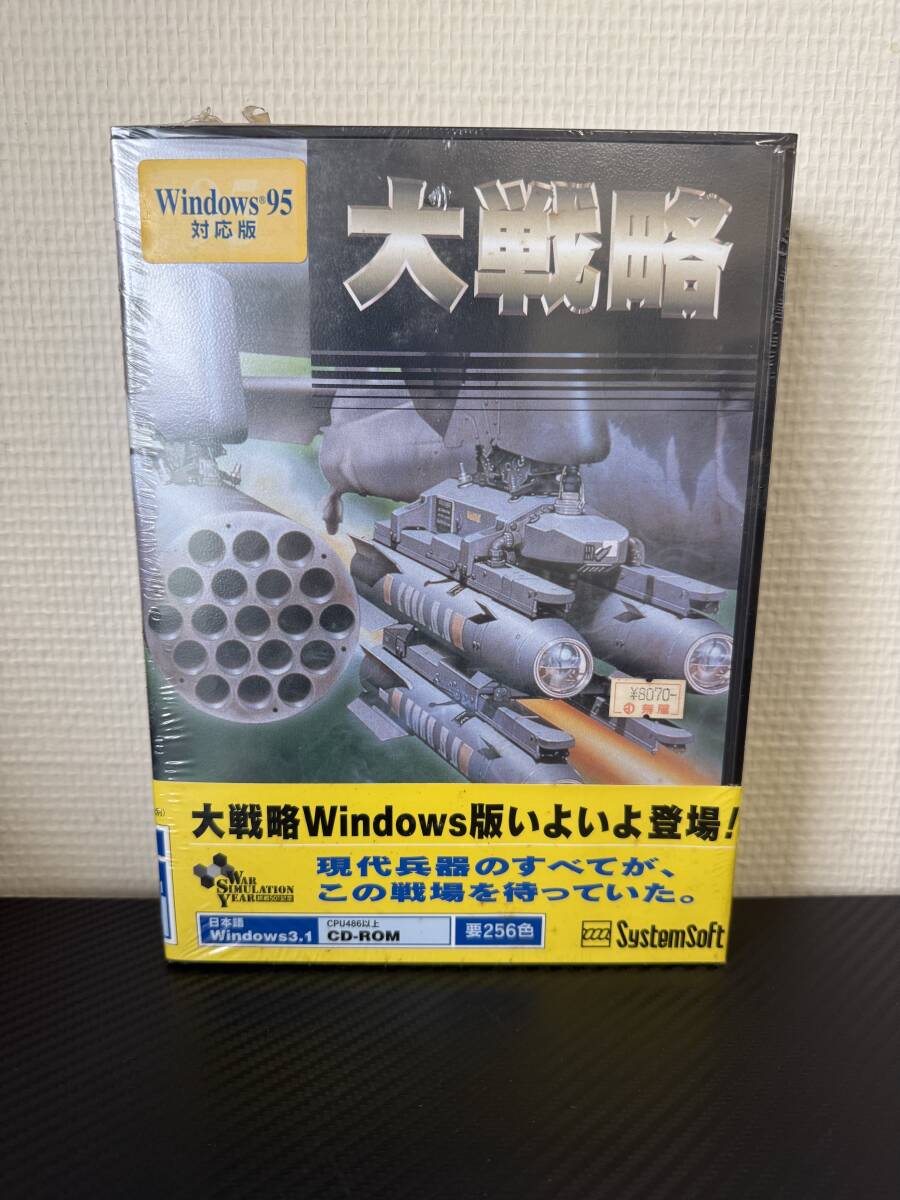 Windows®95
対応版
大戦略
¥8070-
大戦略Windows版いよいよ登場!
WAR
SIMULATION
YEAR
現代兵器のすべてが、
この戦場を待っていた。
日本語
Windows3.1
CPU486以上
CD-ROM
要256色
SystemSoft